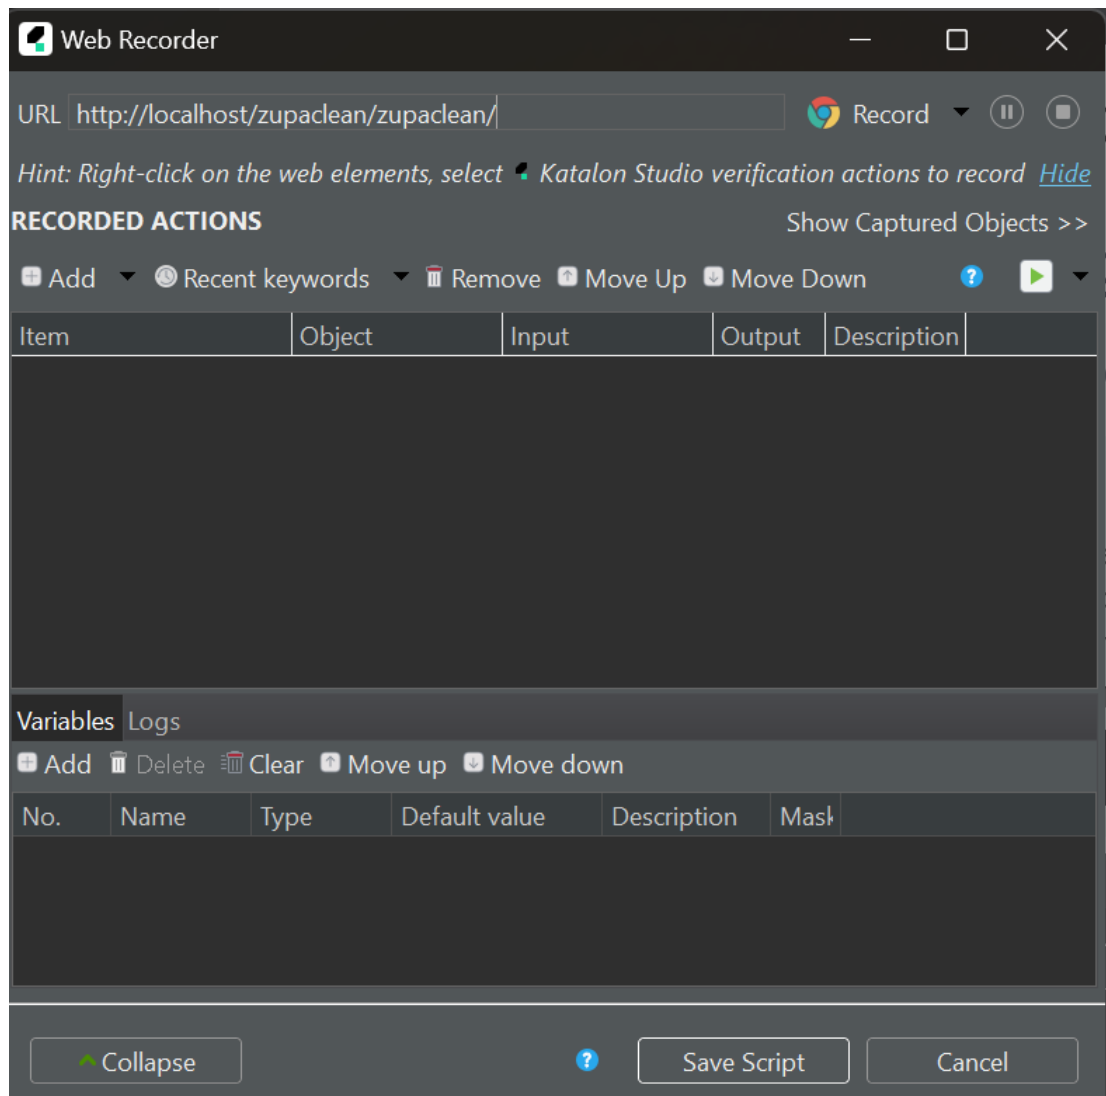 Web Recorder
URL http://localhost/zupaclean/zupaclean/ Record
Hint: Right-click on the web elements, select Katalon Studio verification actions to record Hide
RECORDED ACTIONS Show Captured Objects >>
Add Recent keywords Remove Move Up Move Down ?
Item Object Input Output Description
Variables Logs
Add Delete Clear Move up Move down
No. Name Type Default value Description Mask
Collapse ? Save Script Cancel